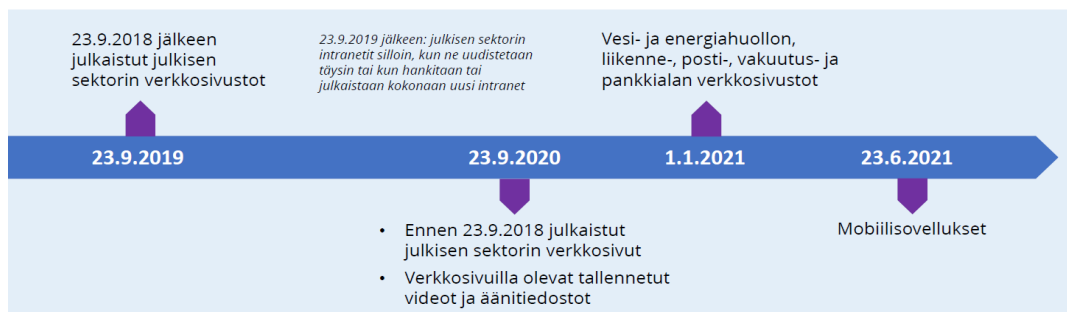 23.9.2018 jälkeen
julkaistut julkisen
sektorin verkkosivustot
23.9.2019 jälkeen: julkisen sektorin
intranetit silloin, kun ne uudistetaan
täysin tai kun hankitaan tai
julkaistaan kokonaan uusi intranet
Vesi- ja energiahuollon,
liikenne-, posti-, vakuutus- ja
pankkialan verkkosivustot
23.9.2019
23.9.2020
1.1.2021
23.6.2021
• Ennen 23.9.2018 julkaistut
julkisen sektorin verkkosivut
• Verkkosivuilla olevat tallennetut
videot ja äänitiedostot
Mobiilisovellukset